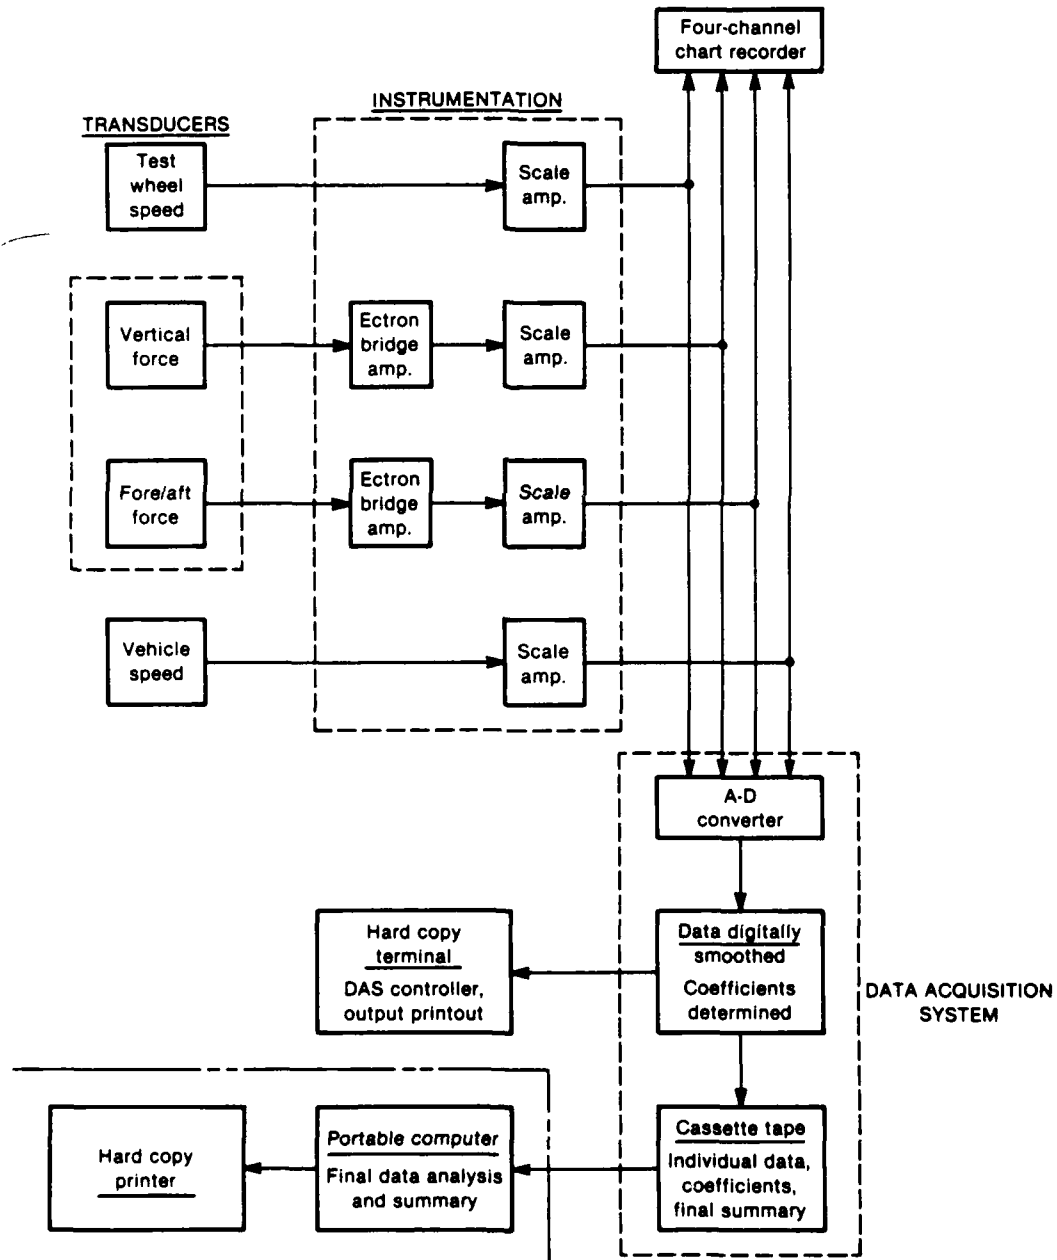 Four-channel
chart recorder
INSTRUMENTATION
TRANSDUCERS
Test
wheel
speed
Scale
amp.
Vertical
force
Ectron
bridge
amp.
Scale
amp.
Fore/aft
force
Ectron
bridge
amp.
Scale
amp.
Vehicle
speed
Scale
amp.
A-D
converter
Hard copy
terminal
DAS controller,
output printout
Data digitally
smoothed
Coefficients
determined
DATA ACQUISITION
SYSTEM
Hard copy
printer
Portable computer
Final data analysis
and summary
Cassette tape
Individual data,
coefficients,
final summary